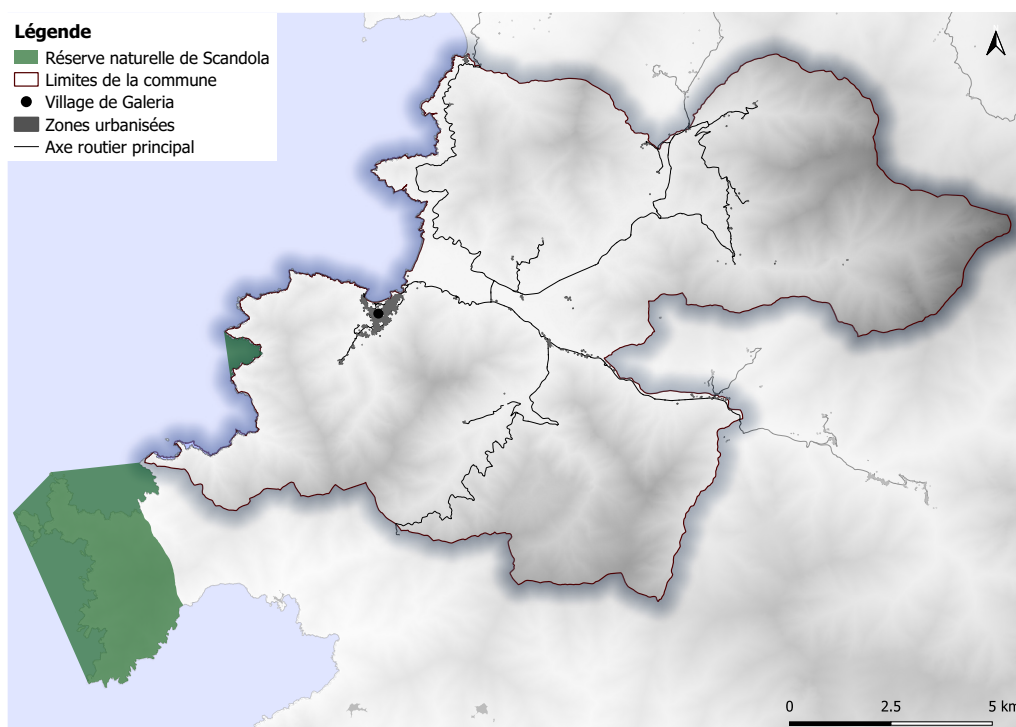 Légende
Réserve naturelle de Scandola
Limites de la commune
Village de Galeria
Zones urbanisées
Axe routier principal
0 2.5 5 km